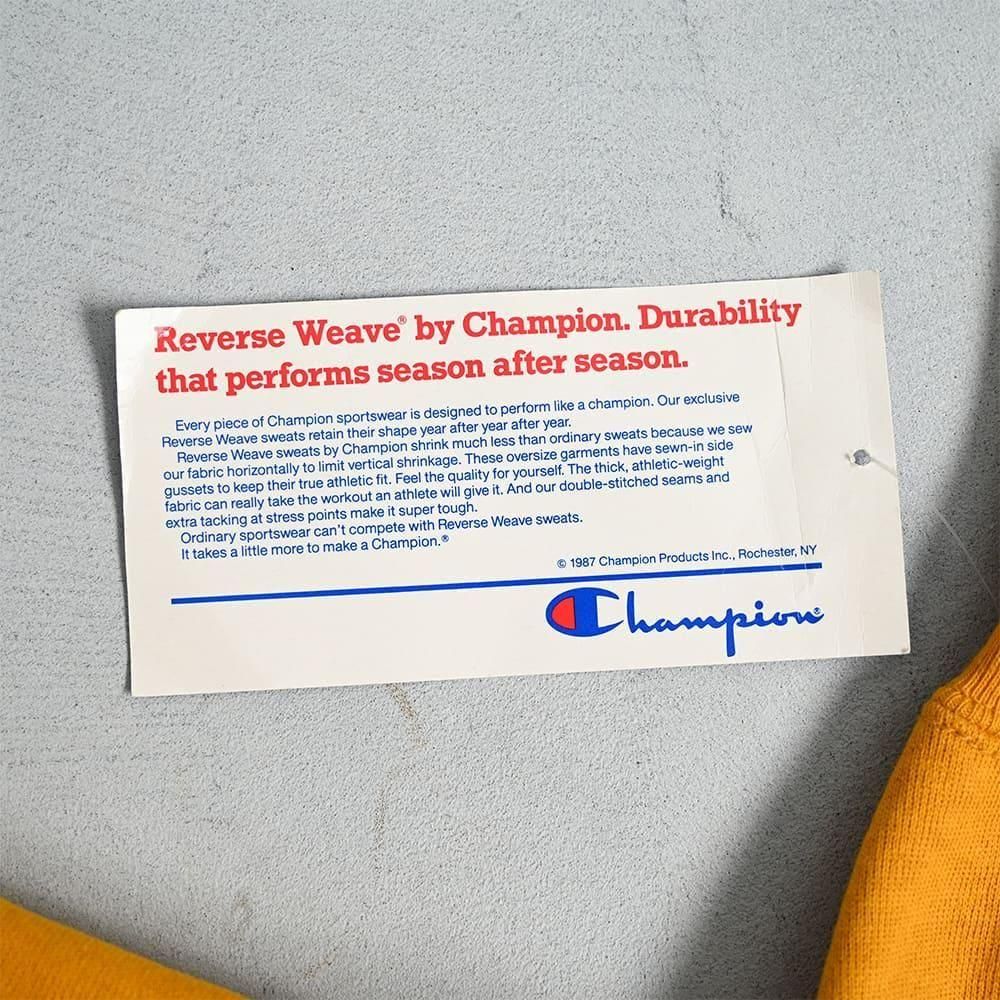 Reverse Weave® by Champion. Durability
that performs season after season.
Every piece of Champion sportswear is designed to perform like a champion. Our exclusive
Reverse Weave sweats retain their shape year after year after year.
Reverse Weave sweats by Champion shrink much less than ordinary sweats because we sew
our fabric horizontally to limit vertical shrinkage. These oversize garments have sewn-in side
gussets to keep their true athletic fit. Feel the quality for yourself. The thick, athletic-weight
fabric can really take the workout an athlete will give it. And our double-stitched seams and
extra tacking at stress points make it super tough.
Ordinary sportswear can't compete with Reverse Weave sweats.
It takes a little more to make a Champion.®
© 1987 Champion Products Inc., Rochester, NY
Champion®